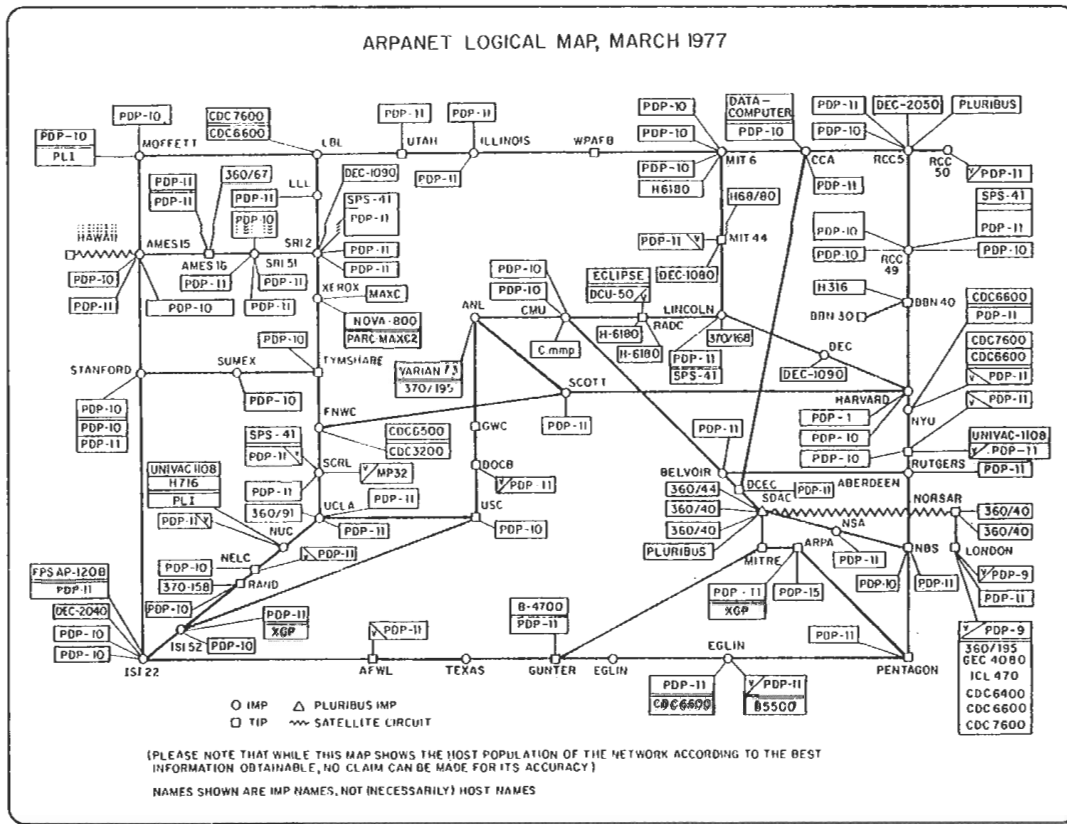 ARPANET LOGICAL MAP, MARCH 1977
PDP-10
PLI
PDP-10
MOFFETT
CDC7600
CDC6600
LBL
PDP-11
UTAH
PDP-11
ILLINOIS
PDP-11
WPAFB
PDP-10
PDP-10
PDP-10
H6180
MIT 6
DATA-
COMPUTER
PDP-10
CCA
PDP-11
PDP-11
PDP-10
DEC-2050
PLURIBUS
RCC5
RCC
50
PDP-11
LLL
PDP-11
PDP-11
360/67
PDP-11
PDP-10
DEC-1090
SPS-41
PDP-11
PDP-11
PDP-11
HAWAII
AMES15
PDP-10
PDP-11
PDP-10
AMES16
PDP-11
SRI 51
PDP-11
PDP-11
SRI2
H68/80
PDP-11
MIT 44
DEC-1080
PDP-10
PDP-10
SPS-41
PDP-11
PDP-10
RCC
49
XEROX
MAXC
NOVA-800
PARC-MAXC2
ANL
VARIAN 73
370/195
PDP-10
PDP-10
CMU
C mmp
ECLIPSE
DCU-50
RADC
H-6180
H-6180
LINCOLN
370/168
PDP-11
SPS-41
DEC
DEC-1090
H316
BBN 40
BBN 30
CDC6600
PDP-11
CDC7600
CDC6600
PDP-11
PDP-11
STANFORD
PDP-10
PDP-10
PDP-11
SUMEX
PDP-10
PDP-10
TYMSHARE
SCOTT
PDP-11
HARVARD
PDP-1
PDP-10
PDP-10
NYU
FNWC
CDC6500
CDC3200
GWC
UNIVAC-1108
PDP-11
RUTGERS
SPS-41
PDP-11
SCRL
MP32
PDP-11
DOCB
PDP-11
PDP-11
BELVOIR
360/44
360/40
360/40
PLURIBUS
DCEC
PDP-11
SDAC
ABERDEEN
PDP-11
UNIVAC 1108
H716
PLI
PDP-11
360/91
UCLA
PDP-11
PDP-11
USC
PDP-10
NUC
NSA
PDP-11
NORSAR
360/40
360/40
NELC
PDP-11
PDP-10
370-158
RAND
PDP-10
MITRE
ARPA
PDP-11
XGP
PDP-15
NBS
PDP-10
PDP-11
LONDON
PDP-9
PDP-11
PDP-9
360/195
GEC 4080
ICL 470
CDC6400
CDC6600
CDC7600
FPS AP-120B
PDP-11
DEC-2040
PDP-10
PDP-10
ISI 22
PDP-11
XGP
ISI 52
PDP-10
PDP-11
AFWL
TEXAS
B-4700
PDP-11
GUNTER
EGLIN
EGLIN
PDP-11
CDC6600
PDP-11
B5500
PDP-11
PENTAGON
IMP
PLURIBUS IMP
TIP
SATELLITE CIRCUIT
(PLEASE NOTE THAT WHILE THIS MAP SHOWS THE HOST POPULATION OF THE NETWORK ACCORDING TO THE BEST
INFORMATION OBTAINABLE, NO CLAIM CAN BE MADE FOR ITS ACCURACY)
NAMES SHOWN ARE IMP NAMES, NOT (NECESSARILY) HOST NAMES